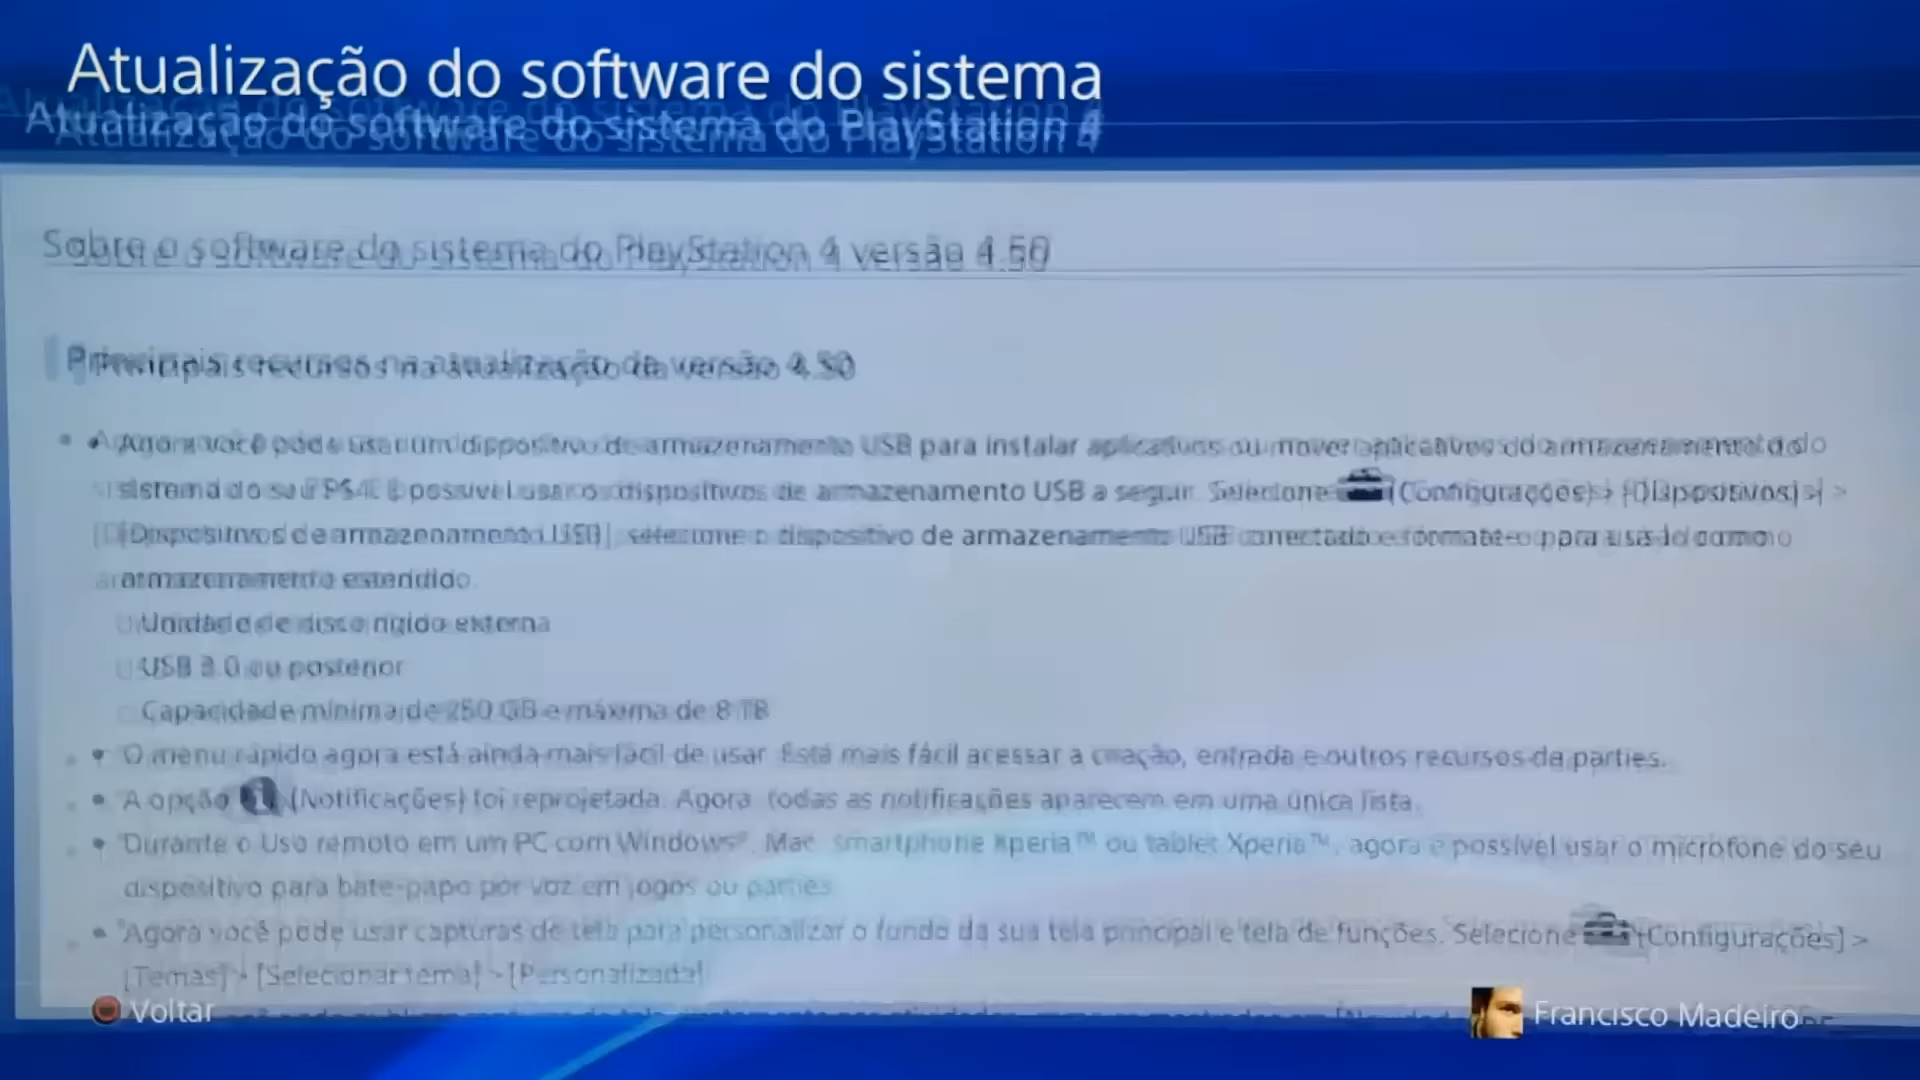 Atualização do software do sistema
Atualização do software do sistema do PlayStation 4
Sobre o software do sistema do PlayStation 4 versão 4.50
Principais recursos na atualização da versão 4.50
• Agora você pode usar um dispositivo de armazenamento USB para instalar aplicativos ou mover aplicativos do armazenamento do
sistema do seu PS4. É possível usar os dispositivos de armazenamento USB a seguir. Selecione (Configurações) > [Dispositivos] >
[Dispositivos de armazenamento USB], selecione o dispositivo de armazenamento USB conectado e formate-o para usá-lo como
armazenamento estendido.
Unidade de disco rígido externa
USB 3.0 ou posterior
Capacidade mínima de 250 GB e máxima de 8 TB
• O menu rápido agora está ainda mais fácil de usar. Está mais fácil acessar a criação, entrada e outros recursos de parties.
• A opção (Notificações) foi reprojetada. Agora, todas as notificações aparecem em uma única lista.
• Durante o Uso remoto em um PC com Windows®, Mac, smartphone Xperia™ ou tablet Xperia™, agora é possível usar o microfone do seu
dispositivo para bate-papo por voz em jogos ou parties.
• Agora você pode usar capturas de tela para personalizar o fundo da sua tela principal e tela de funções. Selecione [Configurações] >
[Temas] > [Selecionar tema] > [Personalizada]
Voltar
Francisco Madeiro